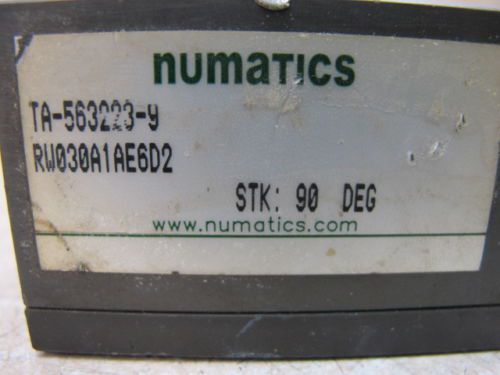 numatics
TA-563223-9
RW030A1AE6D2
STK: 90 DEG
www.numatics.com